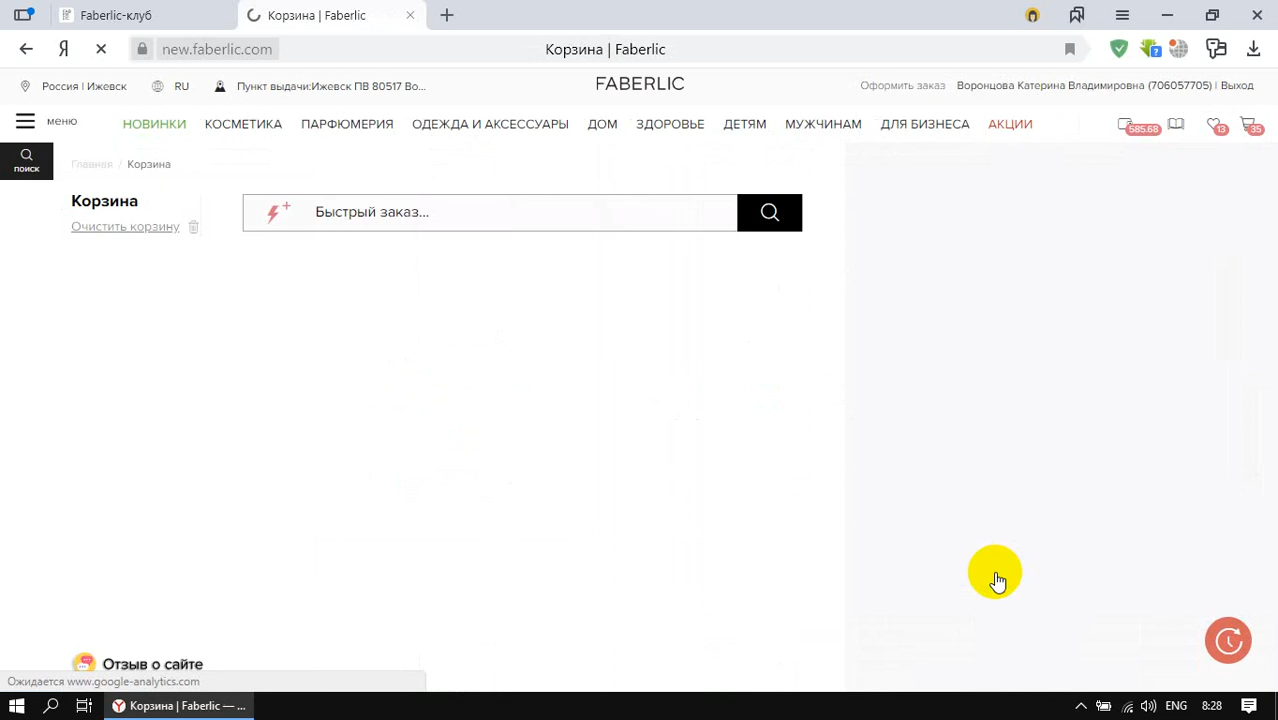 Faberlic-клуб
Корзина | Faberlic
Я
new.faberlic.com
Корзина | Faberlic
Россия | Ижевск
RU
Пункт выдачи:Ижевск ПВ 80517 Во...
FABERLIC
Оформить заказ
Воронцова Катерина Владимировна (706057705) | Выход
меню
НОВИНКИ
КОСМЕТИКА
ПАРФЮМЕРИЯ
ОДЕЖДА И АКСЕССУАРЫ
ДОМ
ЗДОРОВЬЕ
ДЕТЯМ
МУЖЧИНАМ
ДЛЯ БИЗНЕСА
АКЦИИ
585.68
13
35
поиск
Главная / Корзина
Корзина
Быстрый заказ...
Очистить корзину
Отзыв о сайте
Ожидается www.google-analytics.com
Корзина | Faberlic — ...
ENG
8:28